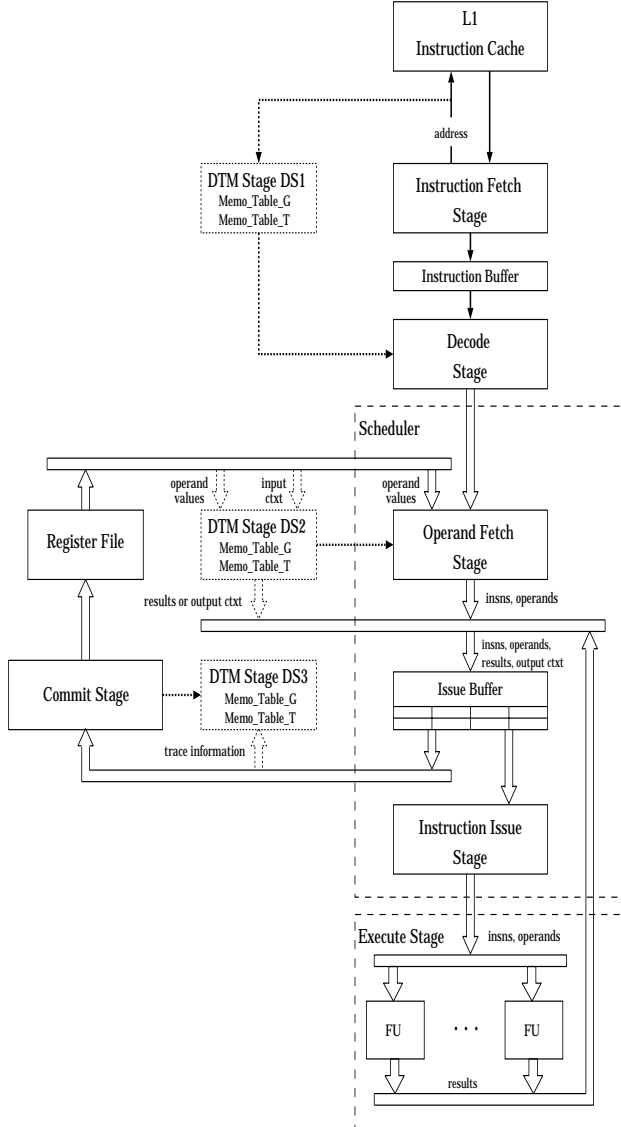 L1
Instruction Cache
address
DTM Stage DS1
Memo_Table_G
Memo_Table_T
Instruction Fetch
Stage
Instruction Buffer
Decode
Stage
Scheduler
operand
values
input
ctxt
operand
values
Register File
DTM Stage DS2
Memo_Table_G
Memo_Table_T
Operand Fetch
Stage
results or output ctxt
insns, operands
insns, operands,
results, output ctxt
Commit Stage
DTM Stage DS3
Memo_Table_G
Memo_Table_T
Issue Buffer
trace information
Instruction Issue
Stage
Execute Stage
insns, operands
FU
. . .
FU
results